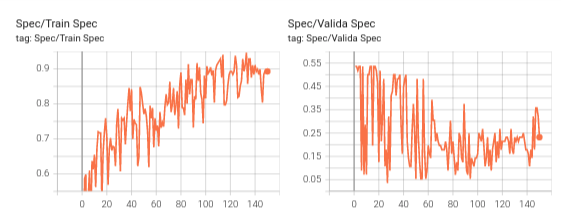 Spec/Train Spec
tag: Spec/Train Spec
0.9
0.8
0.7
0.6
0 20 40 60 80 100 120 140
Spec/Valida Spec
tag: Spec/Valida Spec
0.55
0.45
0.35
0.25
0.15
0.05
0 20 40 60 80 100 120 140